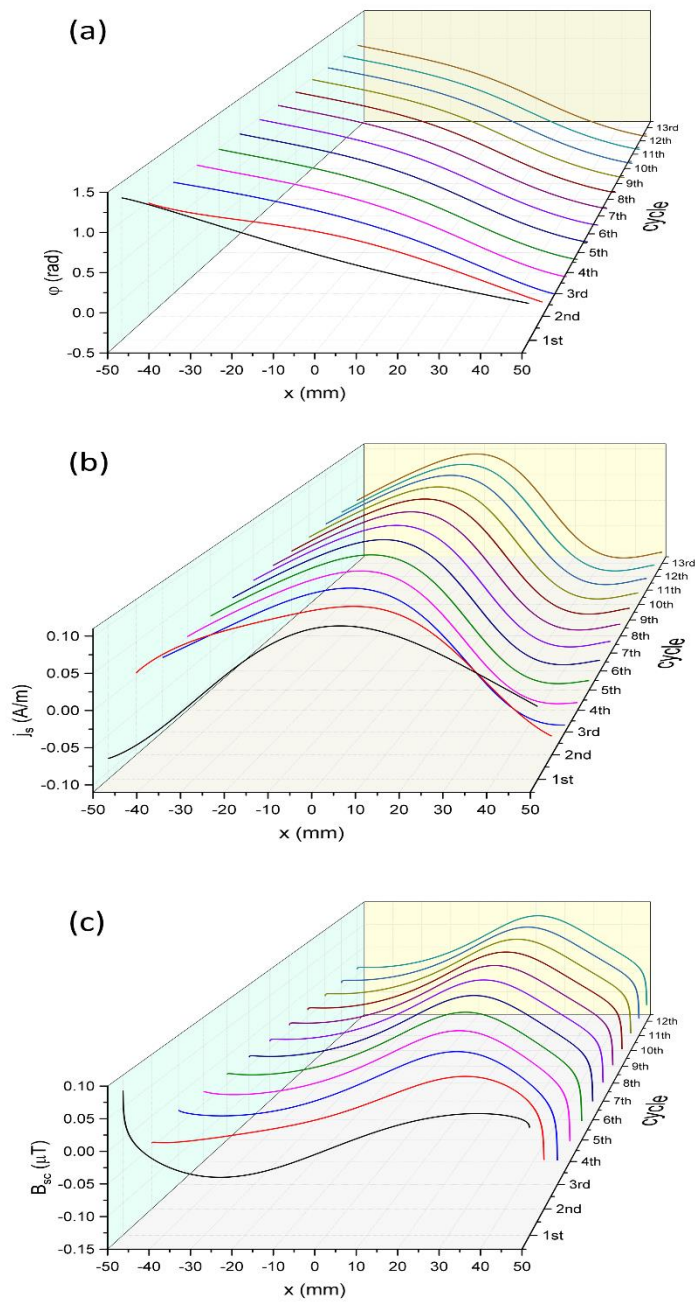 (a)
1.5
1.0
0.5
0.0
-0.5
φ (rad)
-50 -40 -30 -20 -10 0 10 20 30 40 50
x (mm)
1st
2nd
3rd
4th
5th
6th
7th
8th
9th
10th
11th
12th
13rd
cycle
(b)
0.10
0.05
0.00
-0.05
-0.10
js (A/m)
-50 -40 -30 -20 -10 0 10 20 30 40 50
x (mm)
1st
2nd
3rd
4th
5th
6th
7th
8th
9th
10th
11th
12th
13rd
cycle
(c)
0.10
0.05
0.00
-0.05
-0.10
-0.15
Bsc (μT)
-50 -40 -30 -20 -10 0 10 20 30 40 50
x (mm)
1st
2nd
3rd
4th
5th
6th
7th
8th
9th
10th
11th
12th
cycle